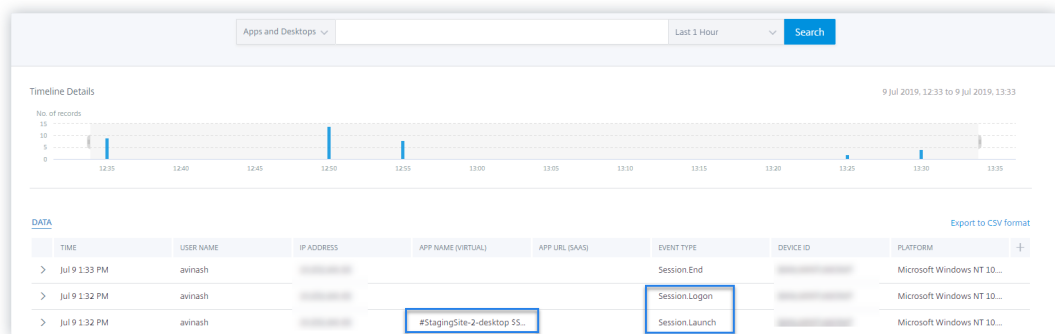 Apps and Desktops Last 1 Hour Search
Timeline Details 9 Jul 2019, 12:33 to 9 Jul 2019, 13:33
No. of records
15
10
5
0
12:35 12:40 12:45 12:50 12:55 13:00 13:05 13:10 13:15 13:20 13:25 13:30 13:35
DATA Export to CSV format
TIME USER NAME IP ADDRESS APP NAME (VIRTUAL) APP URL (SAAS) EVENT TYPE DEVICE ID PLATFORM +
Jul 9 1:33 PM avinash Session.End Microsoft Windows NT 10....
Jul 9 1:32 PM avinash Session.Logon Microsoft Windows NT 10....
Jul 9 1:32 PM avinash #StagingSite-2-desktop SS... Session.Launch Microsoft Windows NT 10....